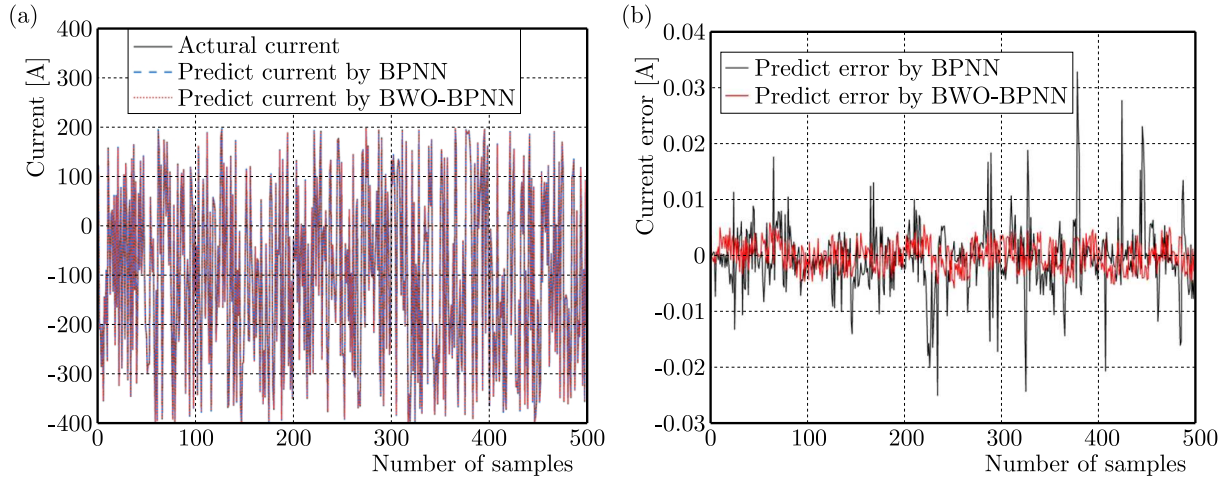 (a)
400
300
200
100
0
-100
-200
-300
-400
Current [A]
Actural current
Predict current by BPNN
Predict current by BWO-BPNN
0
100
200
300
400
500
Number of samples
(b)
0.04
0.03
0.02
0.01
0
-0.01
-0.02
-0.03
Current error [A]
Predict error by BPNN
Predict error by BWO-BPNN
0
100
200
300
400
500
Number of samples